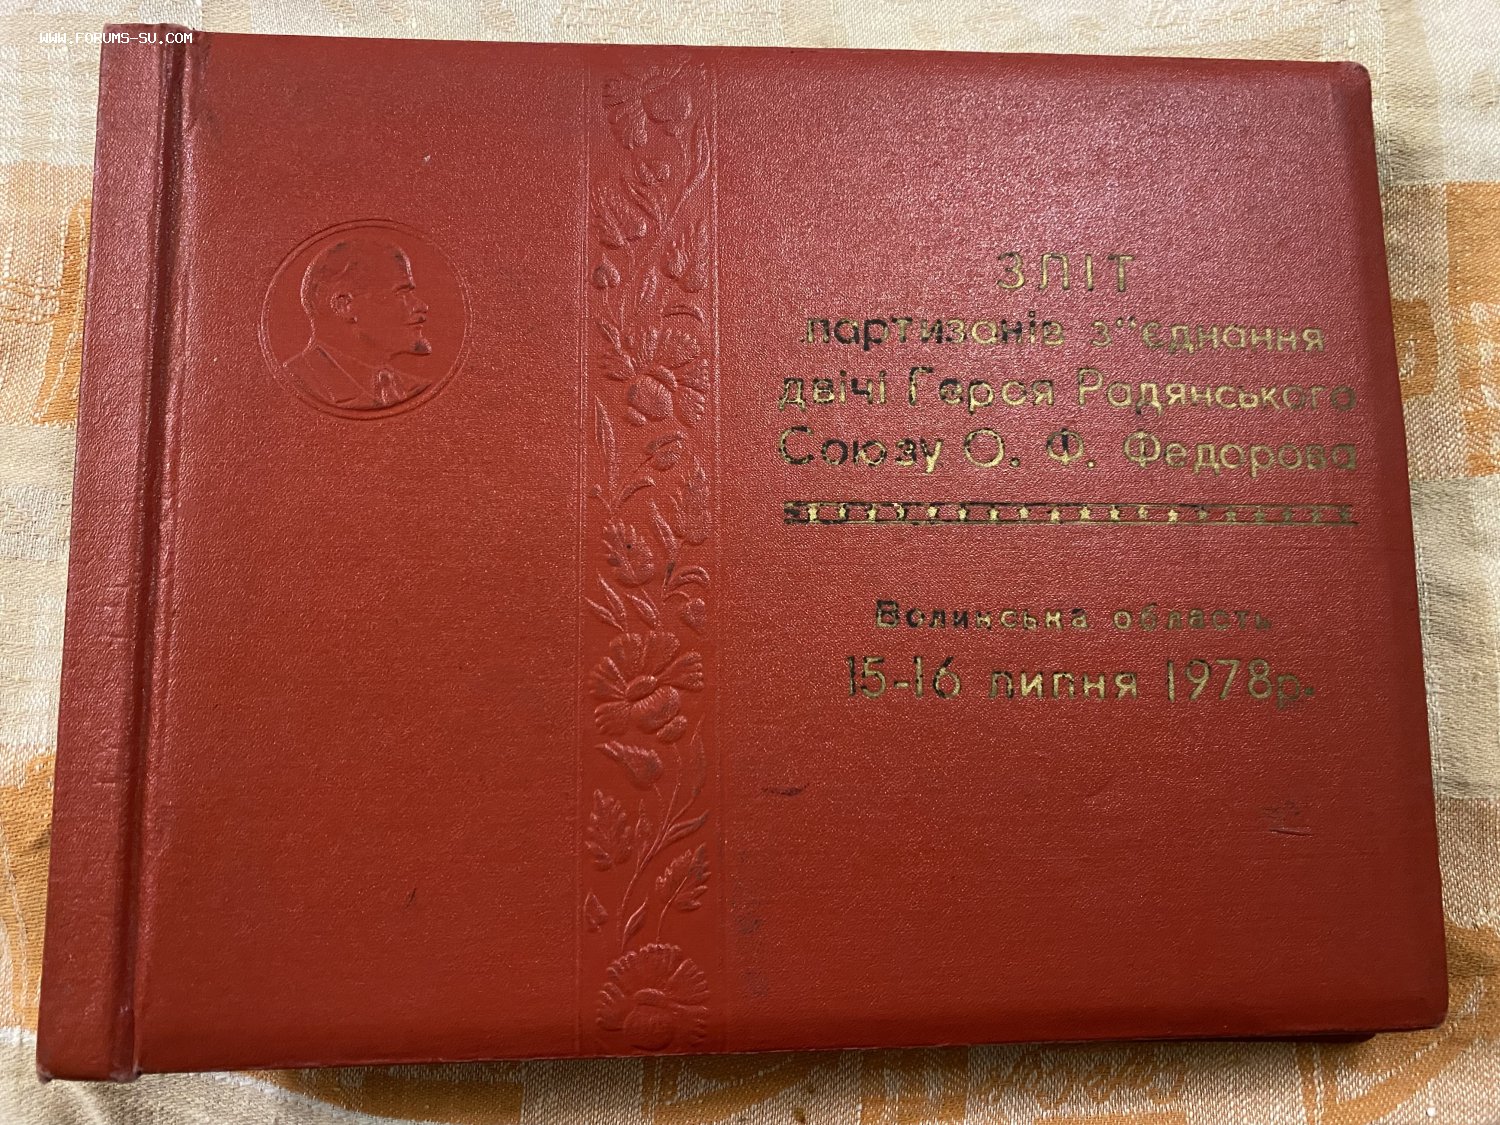 WWW.FORUMS-SU.COM
ЗЛІТ
партизанів з"єднання
двічі Героя Радянського
Союзу О. Ф. Федорова
Волинська область
15-16 липня 1978р.